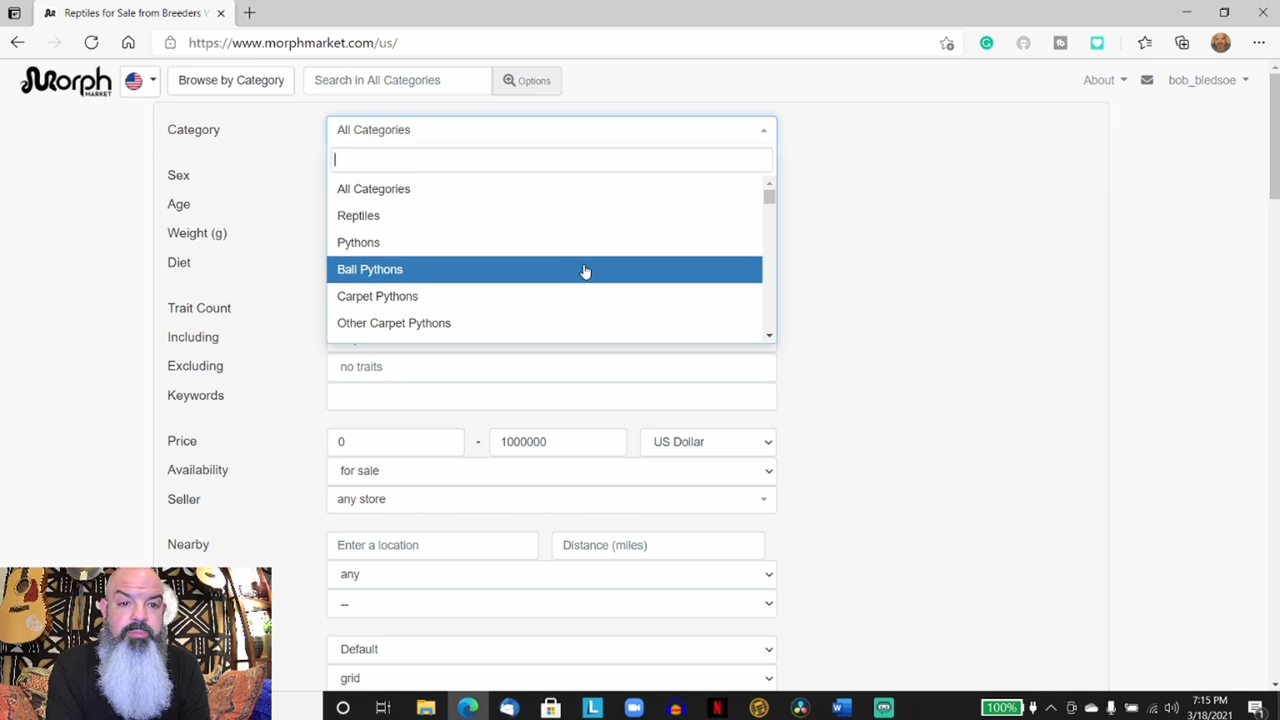 Reptiles for Sale from Breeders
https://www.morphmarket.com/us/
Morph
MARKET
Browse by Category
Search in All Categories
Options
About
bob_bledsoe
Category
All Categories
All Categories
Reptiles
Pythons
Ball Pythons
Carpet Pythons
Other Carpet Pythons
Sex
Age
Weight (g)
Diet
Trait Count
Including
Excluding
no traits
Keywords
Price
0 - 1000000 US Dollar
Availability
for sale
Seller
any store
Nearby
Enter a location
Distance (miles)
any
--
Default
grid
100%
7:15 PM
3/18/2021